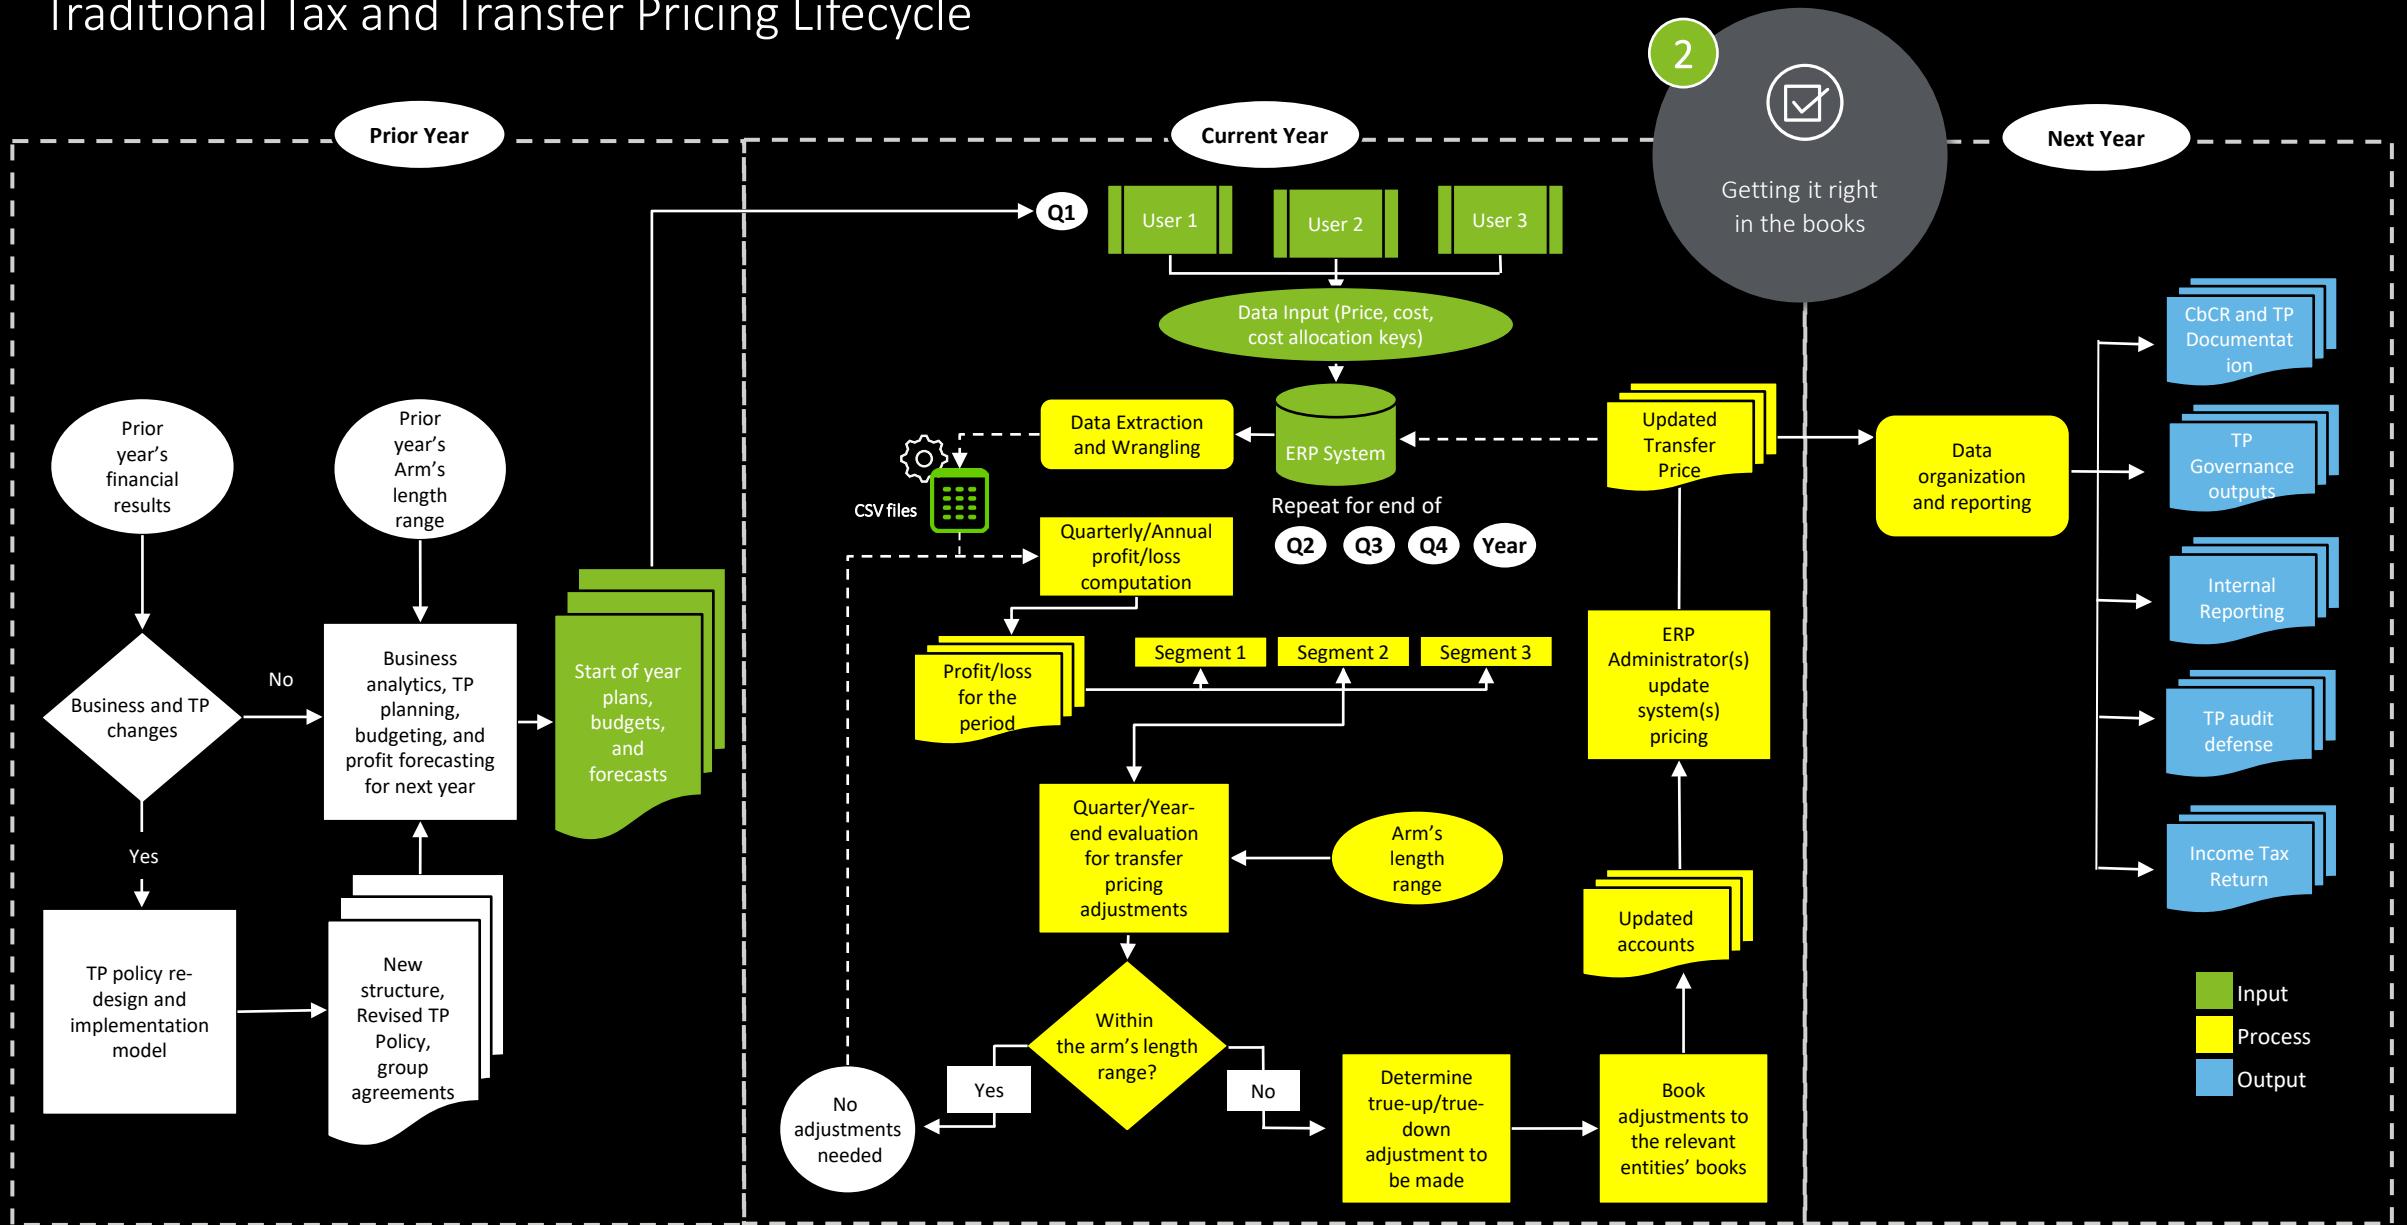 Traditional Tax and Transfer Pricing Lifecycle
2
Getting it right
in the books
Prior Year
Current Year
Next Year
Prior
year's
financial
results
Prior
year's
Arm's
length
range
Business and TP
changes
No
Yes
Business
analytics, TP
planning,
budgeting, and
profit forecasting
for next year
Start of year
plans,
budgets,
and
forecasts
TP policy re-
design and
implementation
model
New
structure,
Revised TP
Policy,
group
agreements
Q1
User 1
User 2
User 3
Data Input (Price, cost,
cost allocation keys)
ERP System
Data Extraction
and Wrangling
CSV files
Repeat for end of
Q2
Q3
Q4
Year
Quarterly/Annual
profit/loss
computation
Profit/loss
for the
period
Segment 1
Segment 2
Segment 3
Quarter/Year-
end evaluation
for transfer
pricing
adjustments
Arm's
length
range
Within
the arm's length
range?
Yes
No
No
adjustments
needed
Determine
true-up/true-
down
adjustment to
be made
Book
adjustments to
the relevant
entities' books
Updated
accounts
ERP
Administrator(s)
update
system(s)
pricing
Updated
Transfer
Price
Data
organization
and reporting
CbCR and TP
Documentat
ion
TP
Governance
outputs
Internal
Reporting
TP audit
defense
Income Tax
Return
Input
Process
Output